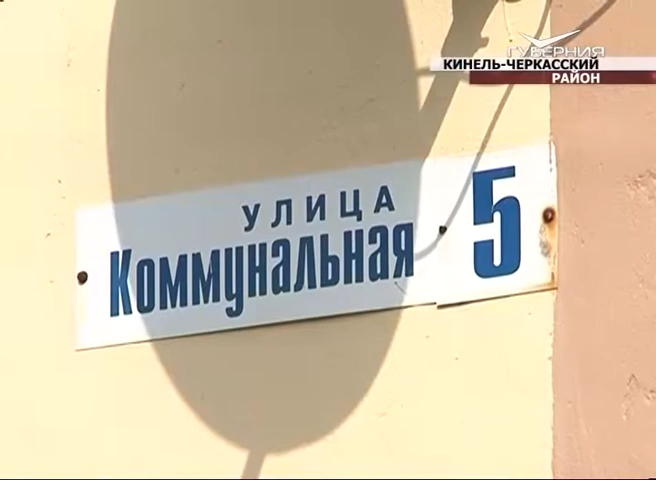 ГУБЕРНИЯ
КИНЕЛЬ-ЧЕРКАССКИЙ
РАЙОН
УЛИЦА
Коммунальная 5